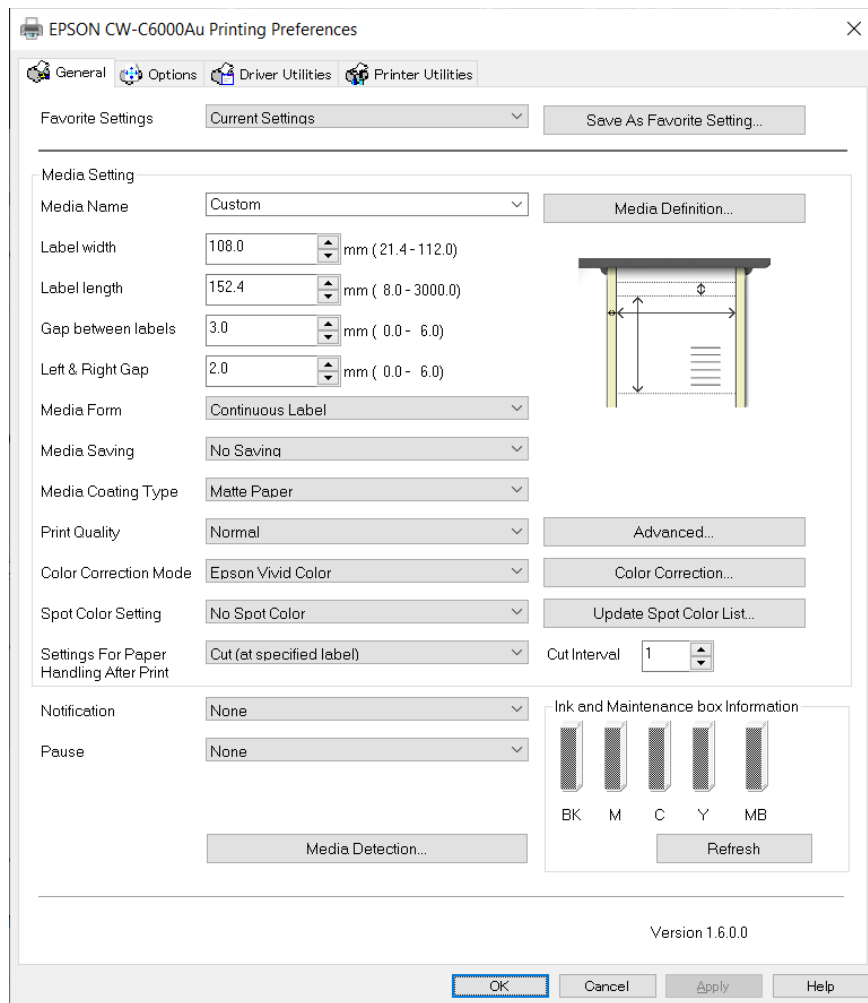 EPSON CW-C6000Au Printing Preferences
General Options Driver Utilities Printer Utilities
Favorite Settings Current Settings Save As Favorite Setting...
Media Setting
Media Name Custom Media Definition...
Label width 108.0 mm ( 21.4 - 112.0)
Label length 152.4 mm ( 8.0 - 3000.0)
Gap between labels 3.0 mm ( 0.0 - 6.0)
Left & Right Gap 2.0 mm ( 0.0 - 6.0)
Media Form Continuous Label
Media Saving No Saving
Media Coating Type Matte Paper
Print Quality Normal Advanced...
Color Correction Mode Epson Vivid Color Color Correction...
Spot Color Setting No Spot Color Update Spot Color List...
Settings For Paper Cut (at specified label) Cut Interval 1
Handling After Print
Notification None Ink and Maintenance box Information
Pause None
BK M C Y MB
Media Detection... Refresh
Version 1.6.0.0
OK Cancel Apply Help